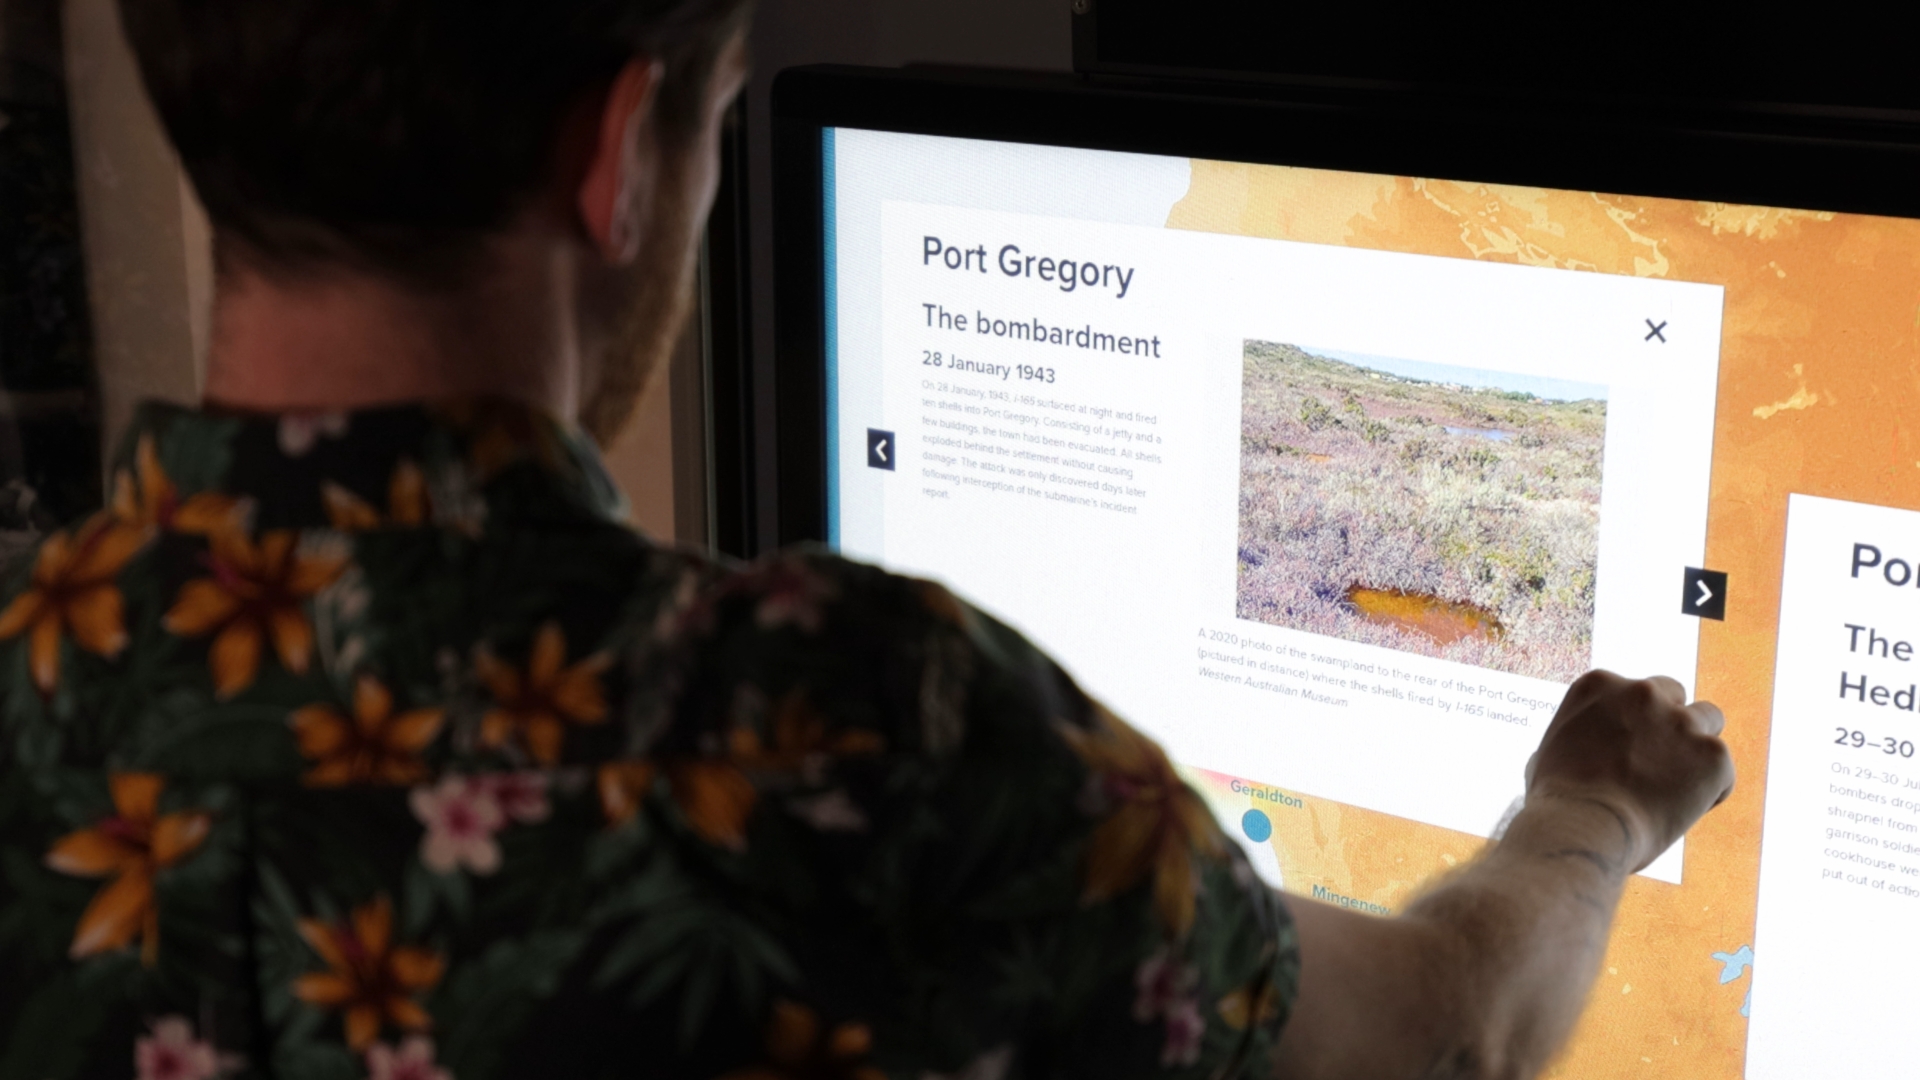 Port Gregory
The bombardment
28 January 1943
On 28 January, 1943, I-165 surfaced at night and fired
ten shells into Port Gregory. Consisting of a jetty and a
few buildings, the town had been evacuated. All shells
exploded behind the settlement without causing
damage. The attack was only discovered days later
following interception of the submarine's incident
report.
A 2020 photo of the swampland to the rear of the Port Gregory
(pictured in distance) where the shells fired by I-165 landed.
Western Australian Museum
Geraldton
Mingenew
Po
The
Hed
29–30
On 29–30 Ju
bombers drop
shrapnel from
garrison soldie
cookhouse we
put out of actio